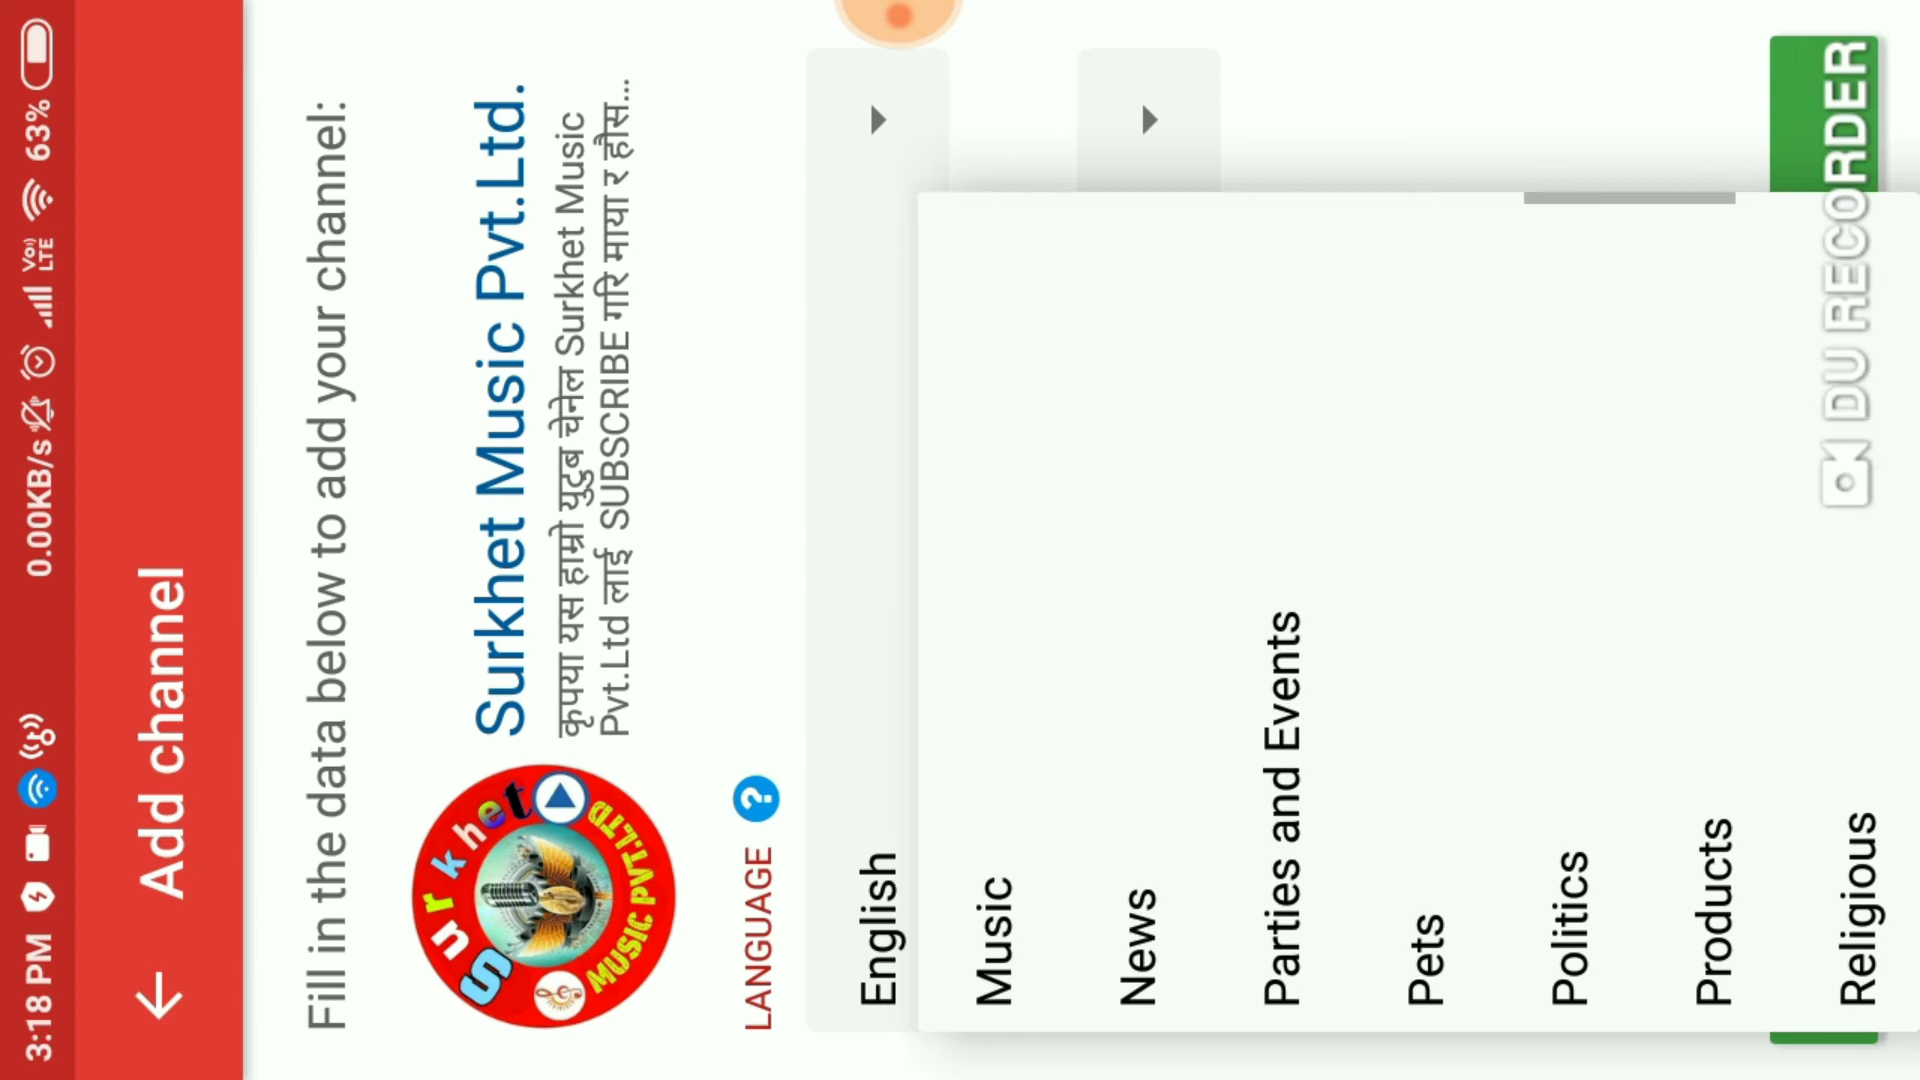 3:18 PM 0.00KB/s Vo)) LTE 63%
Add channel
Fill in the data below to add your channel:
Surkhet
MUSIC PVT.LTD
Surkhet Music Pvt.Ltd.
कृपया यस हाम्रो युटुब चेनेल Surkhet Music
Pvt.Ltd लाई SUBSCRIBE गरि माया र हौस...
LANGUAGE ?
English
Music
News
Parties and Events
Pets
Politics
Products
Religious
DU RECORDER